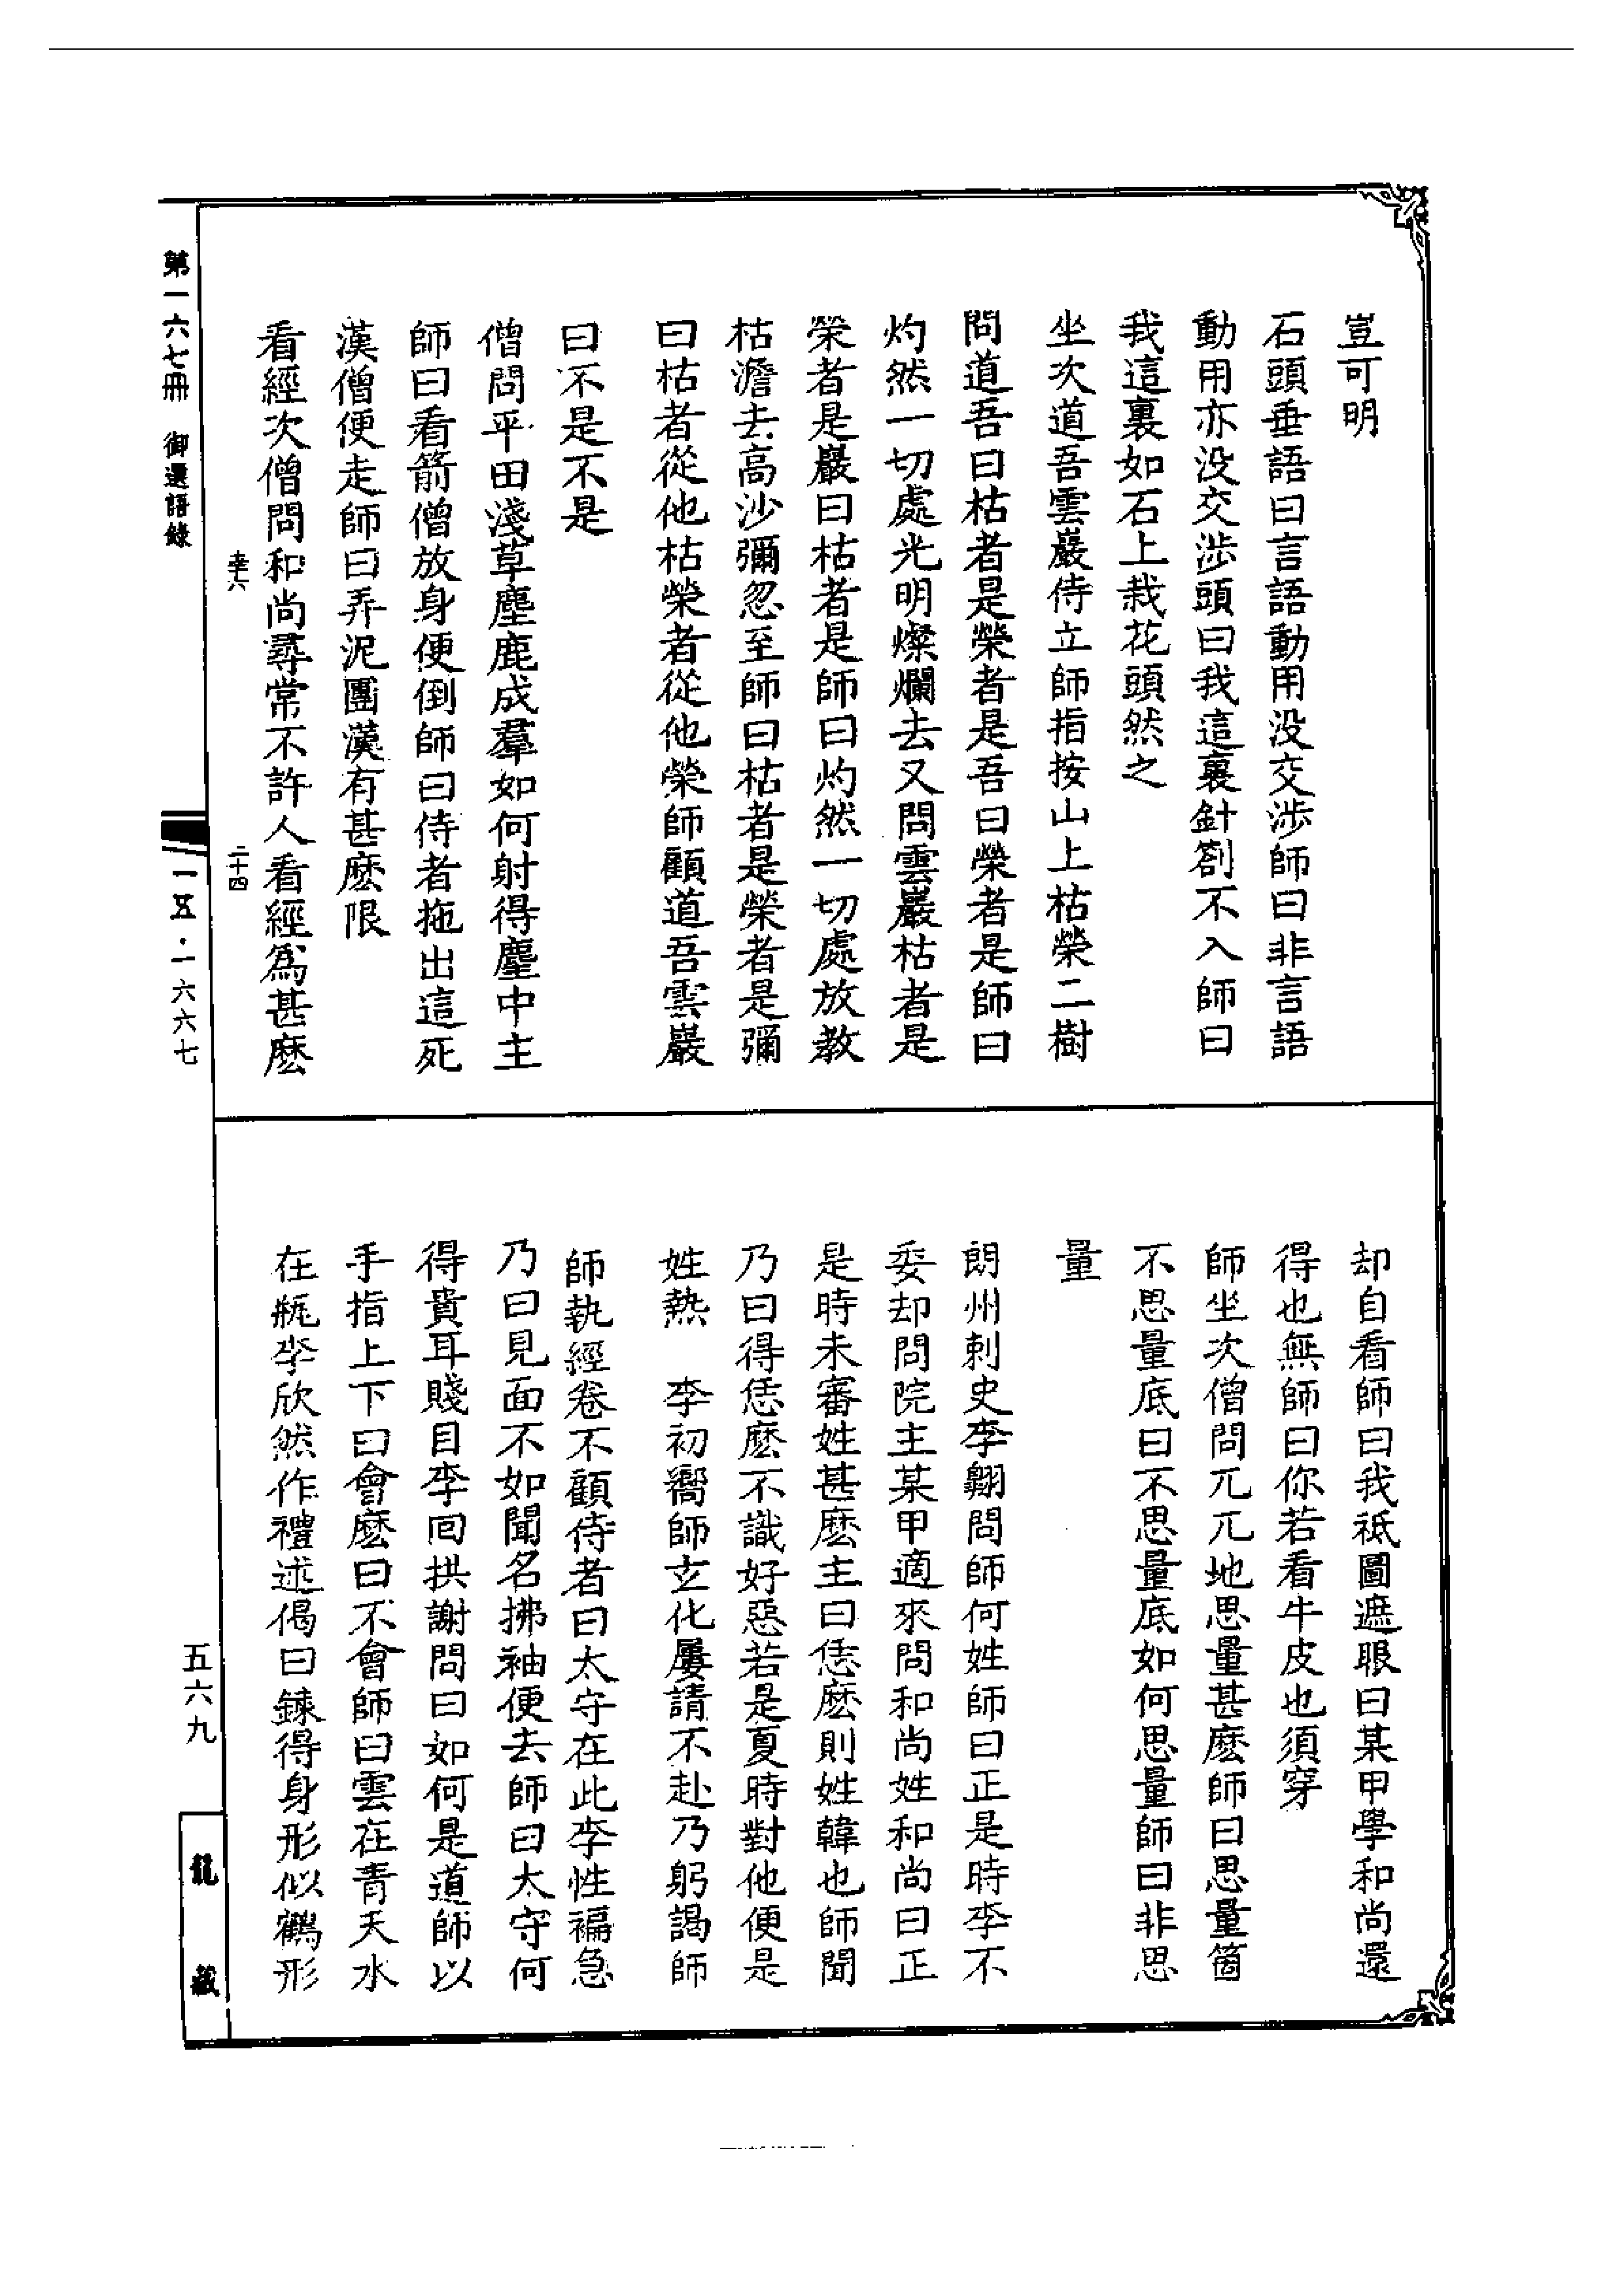 豈可明
石頭垂語曰言語動用没交涉師曰非言語
動用亦没交涉頭曰我這裏針劄不入師曰
我這裏如石上栽花頭然之
坐次道吾雲巖侍立師指按山上枯榮二樹
問道吾曰枯者是榮者是吾曰榮者是師曰
灼然一切處光明燦爛去又問雲巖枯者是
榮者是巖曰枯者是師曰灼然一切處放教
枯澹去高沙彌忽至師曰枯者是榮者是彌
曰枯者從他枯榮者從他榮師顧道吾雲巖
曰不是不是
僧問平田淺草麈鹿成羣如何射得麈中主
師曰看箭僧放身便倒師曰侍者拖出這死
漢僧便走師曰弄泥團漢有甚麽限
看經次僧問和尚尋常不許人看經爲甚麽
却自看師曰我祗圖遮眼曰某甲學和尚還
得也無師曰你若看牛皮也須穿
師坐次僧問兀兀地思量甚麽師曰思量箇
不思量底曰不思量底如何思量師曰非思
量
朗州刺史李翺問師何姓師曰正是時李不
委却問院主某甲適來問和尚姓和尚曰正
是時未審姓甚麽主曰恁麽則姓韓也師聞
乃曰得恁麽不識好惡若是夏時對他便是
姓熱　李初嚮師玄化屢請不赴乃躬謁師
師執經卷不顧侍者曰太守在此李性褊急
乃曰見面不如聞名拂袖便去師曰太守何
得貴耳賤目李回拱謝問曰如何是道師以
手指上下曰會麽曰不會師曰雲在青天水
在瓶李欣然作禮述偈曰鍊得身形似鶴形
第一六七冊　御選語錄
幸六
二十四
一五·一六六七
五六九
龍藏